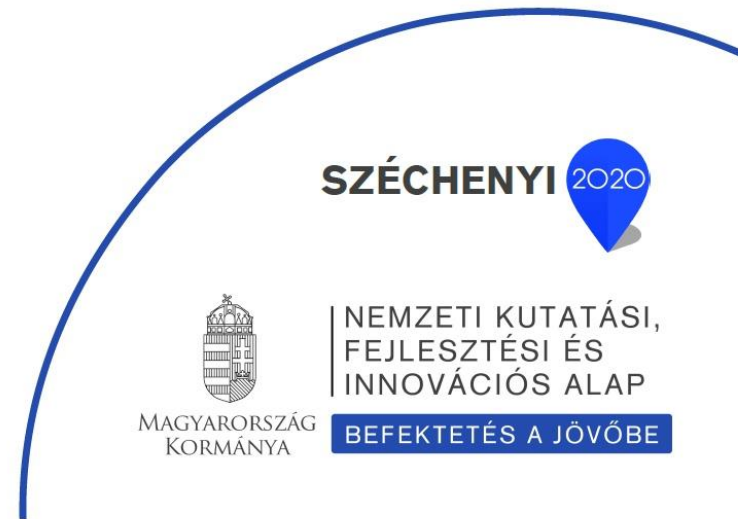 SZÉCHENYI 2020
NEMZETI KUTATÁSI,
FEJLESZTÉSI ÉS
INNOVÁCIÓS ALAP
MAGYARORSZÁG
KORMÁNYA
BEFEKTETÉS A JÖVŐBE